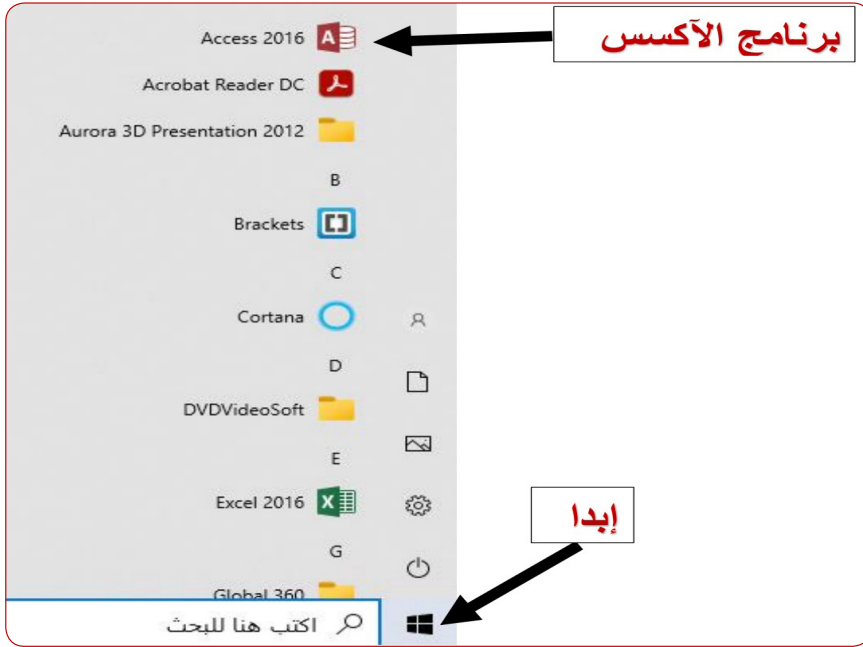 برنامج الآكسس
Access 2016
Acrobat Reader DC
Aurora 3D Presentation 2012
B
Brackets
C
Cortana
D
DVDVideoSoft
E
Excel 2016
إبدا
G
Global 360
اكتب هنا للبحث